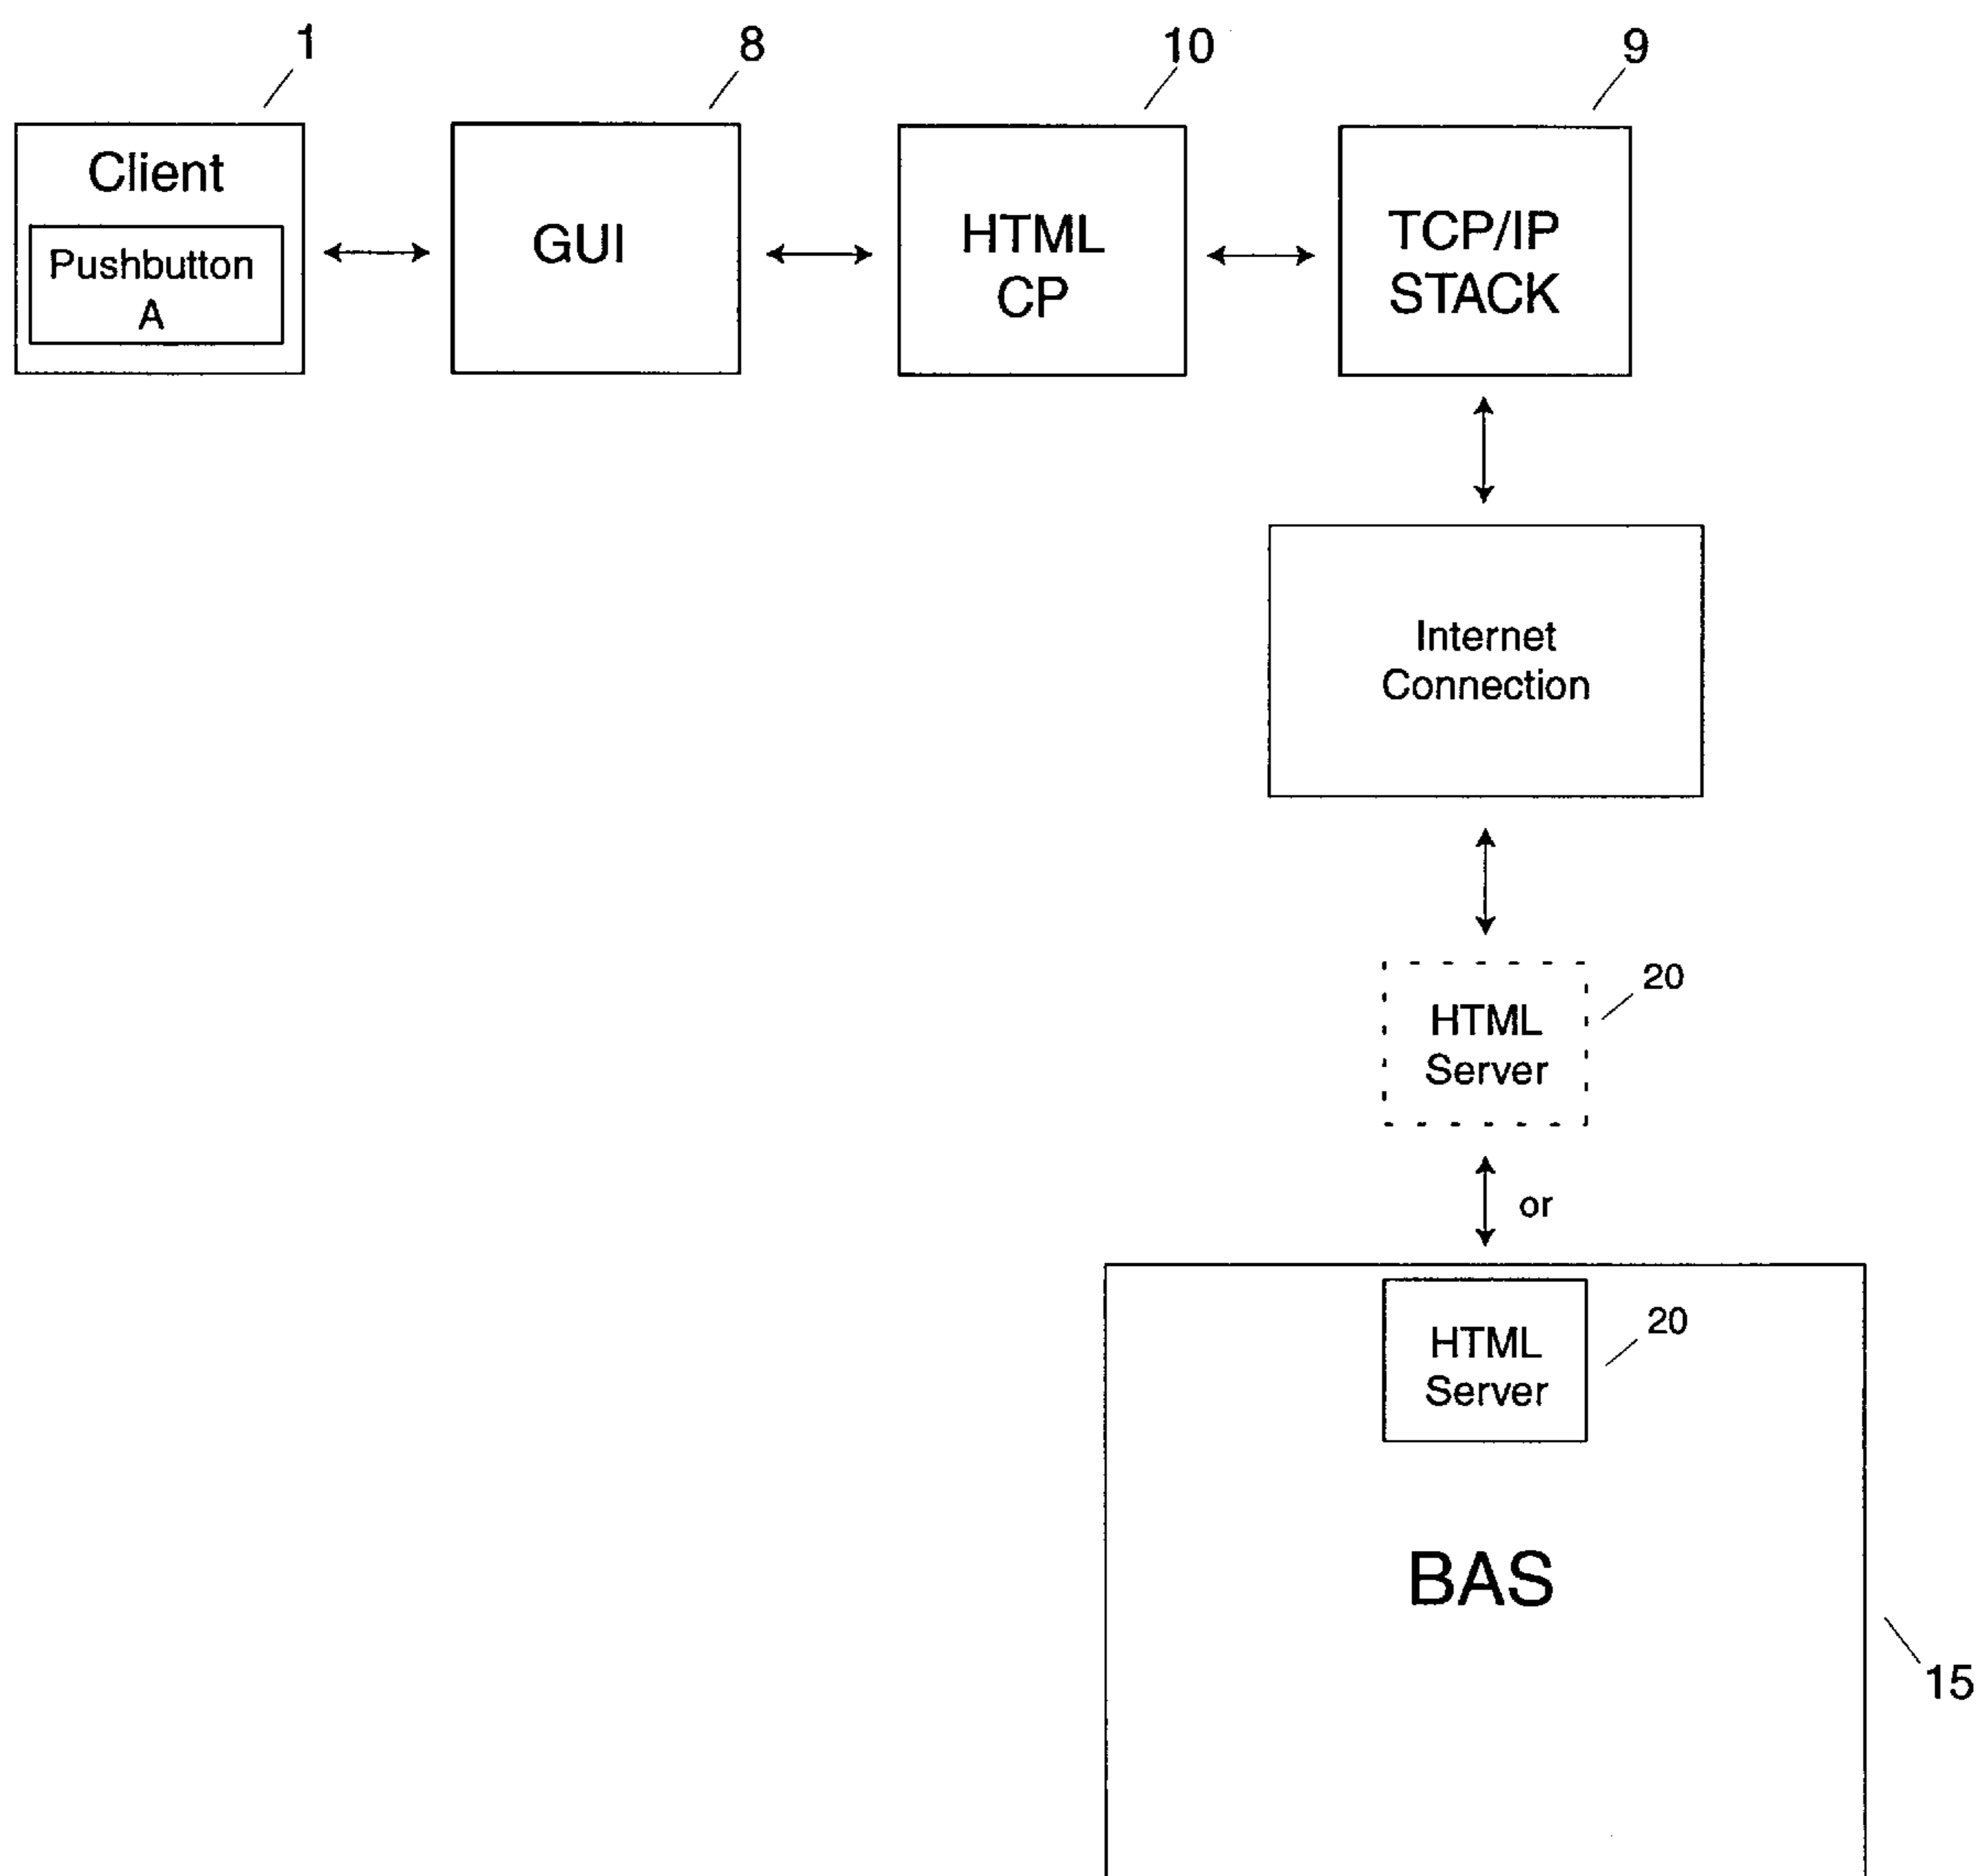 1
8
10
9
Client
Pushbutton
A
GUI
HTML
CP
TCP/IP
STACK
Internet
Connection
20
HTML
Server
or
20
HTML
Server
BAS
15